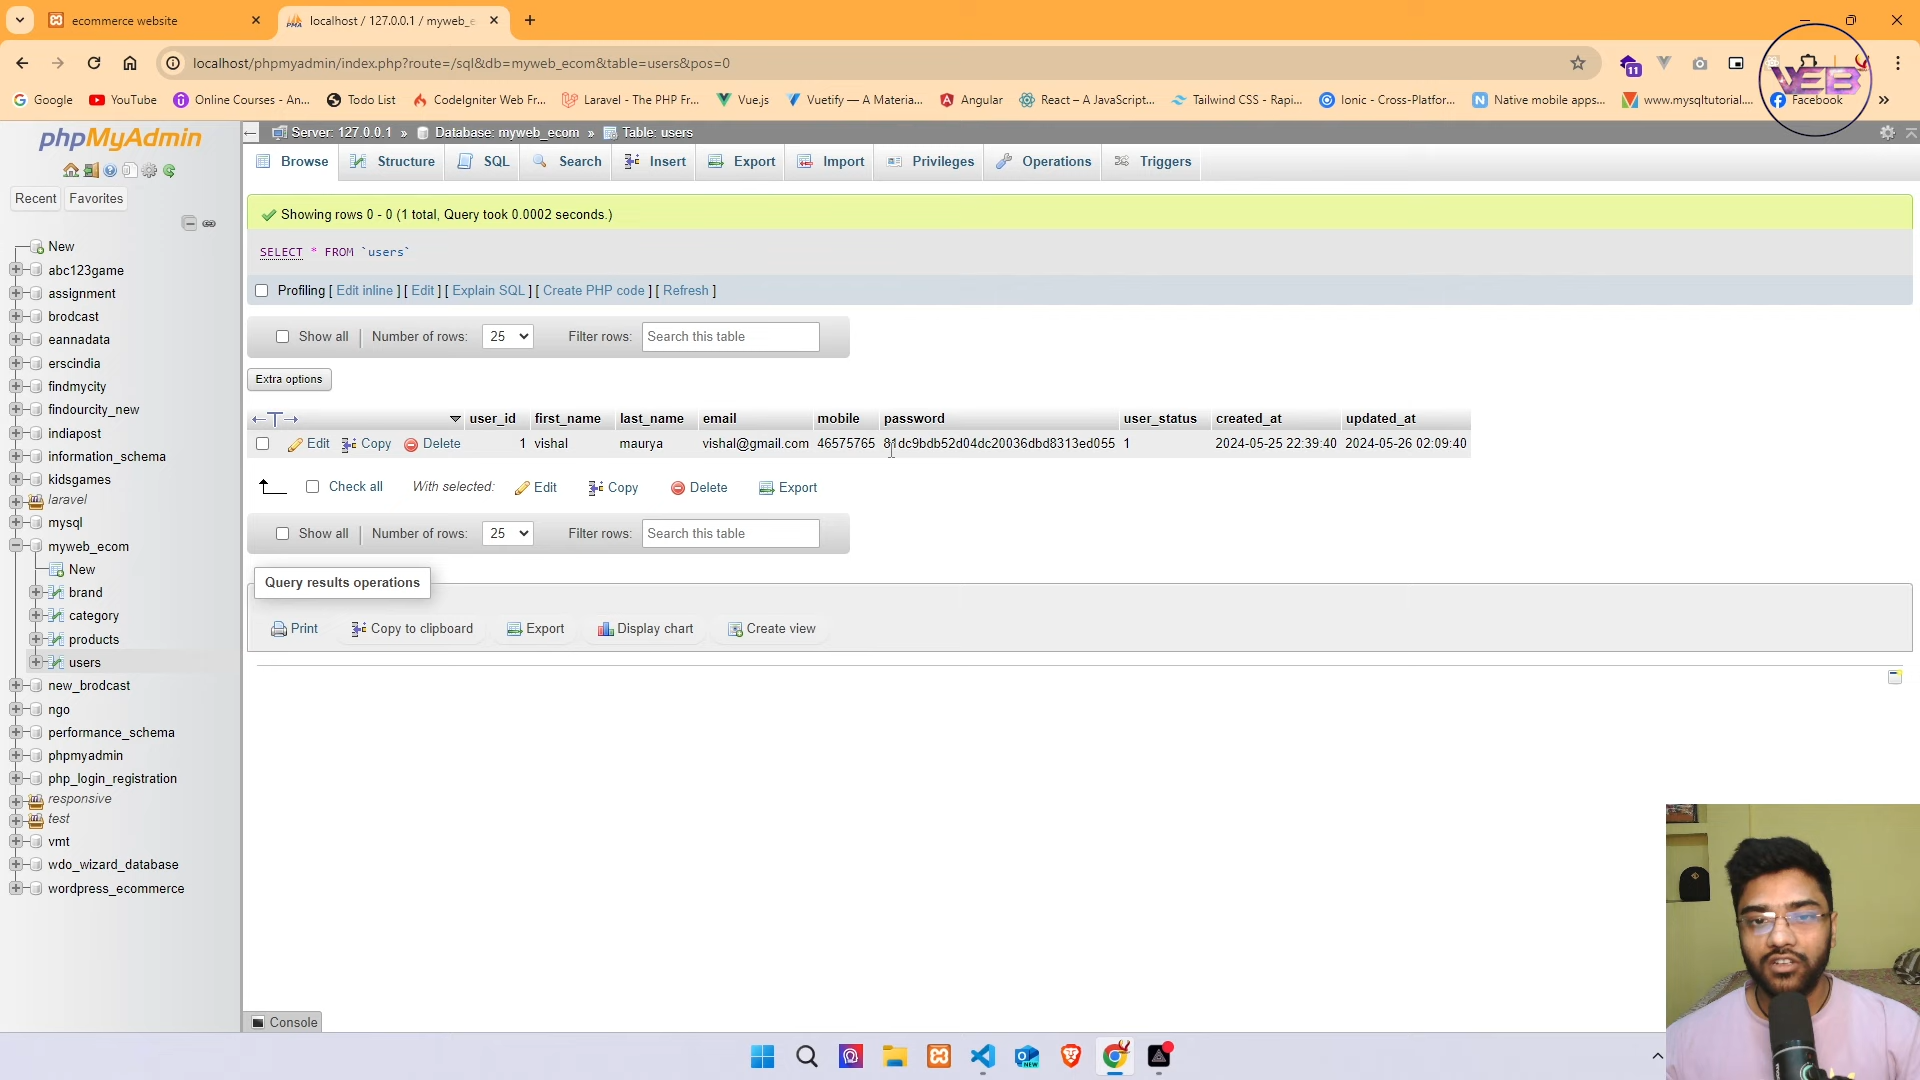 ecommerce website
localhost / 127.0.0.1 / myweb_e
localhost/phpmyadmin/index.php?route=/sql&db=myweb_ecom&table=users&pos=0
11
WEB
Google YouTube Online Courses - An... Todo List CodeIgniter Web Fr... Laravel - The PHP Fr... Vue.js Vuetify — A Materia... Angular React – A JavaScript... Tailwind CSS - Rapi... Ionic - Cross-Platfor... Native mobile apps... www.mysqltutorial.... Facebook »
phpMyAdmin
Recent Favorites
New
abc123game
assignment
brodcast
eannadata
erscindia
findmycity
findourcity_new
indiapost
information_schema
kidsgames
laravel
mysql
myweb_ecom
New
brand
category
products
users
new_brodcast
ngo
performance_schema
phpmyadmin
php_login_registration
responsive
test
vmt
wdo_wizard_database
wordpress_ecommerce
Server: 127.0.0.1 » Database: myweb_ecom » Table: users
Browse Structure SQL Search Insert Export Import Privileges Operations Triggers
Showing rows 0 - 0 (1 total, Query took 0.0002 seconds.)
SELECT * FROM `users`
Profiling [ Edit inline ] [ Edit ] [ Explain SQL ] [ Create PHP code ] [ Refresh ]
Show all Number of rows: 25 Filter rows: Search this table
Extra options
user_id first_name last_name email mobile password user_status created_at updated_at
Edit Copy Delete 1 vishal maurya vishal@gmail.com 46575765 81dc9bdb52d04dc20036dbd8313ed055 1 2024-05-25 22:39:40 2024-05-26 02:09:40
Check all With selected: Edit Copy Delete Export
Show all Number of rows: 25 Filter rows: Search this table
Query results operations
Print Copy to clipboard Export Display chart Create view
Console
NEW